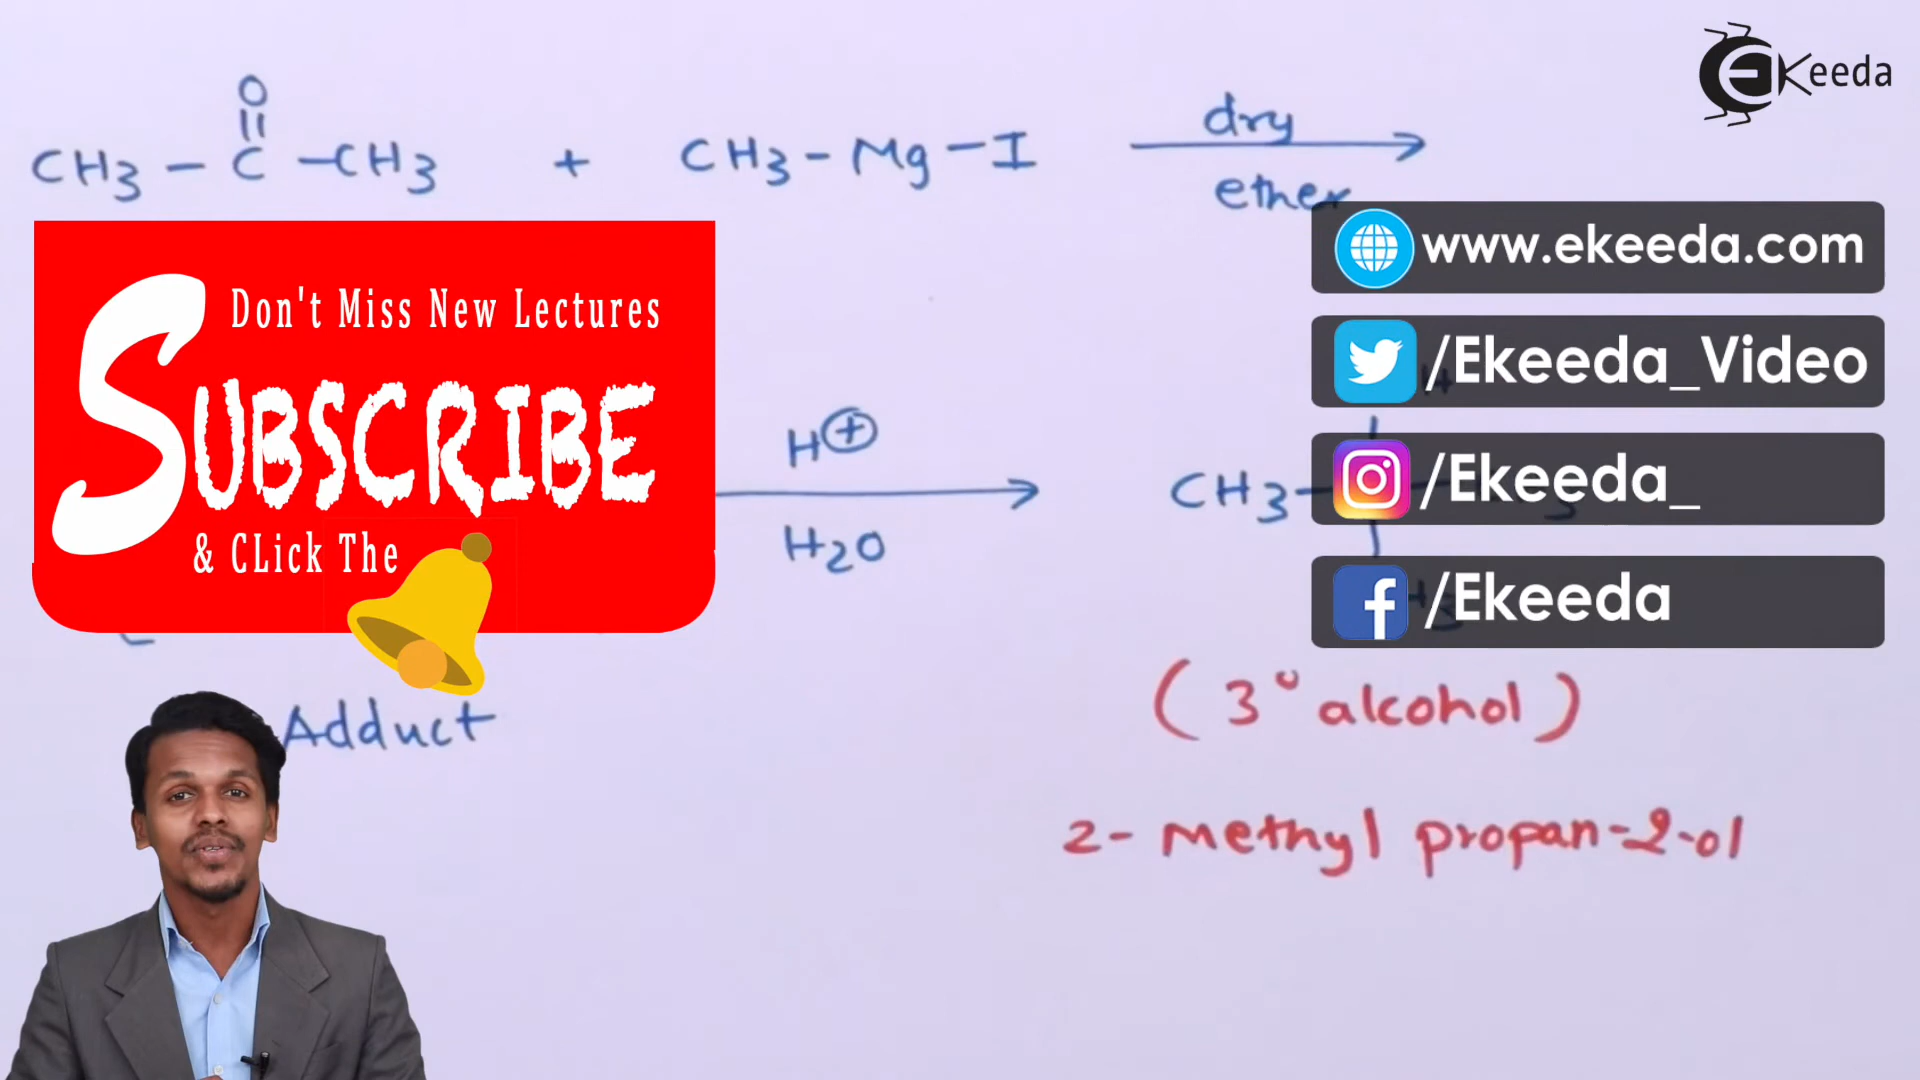 EKeeda
O
||
CH3 – C – CH3 + CH3 – Mg – I
dry
ether
www.ekeeda.com
Don't Miss New Lectures
SUBSCRIBE
& CLick The
/Ekeeda_Video
H⊕
H2O
CH3 –
/Ekeeda_
/Ekeeda
Adduct
(3° alcohol)
2- Methyl propan-2-ol